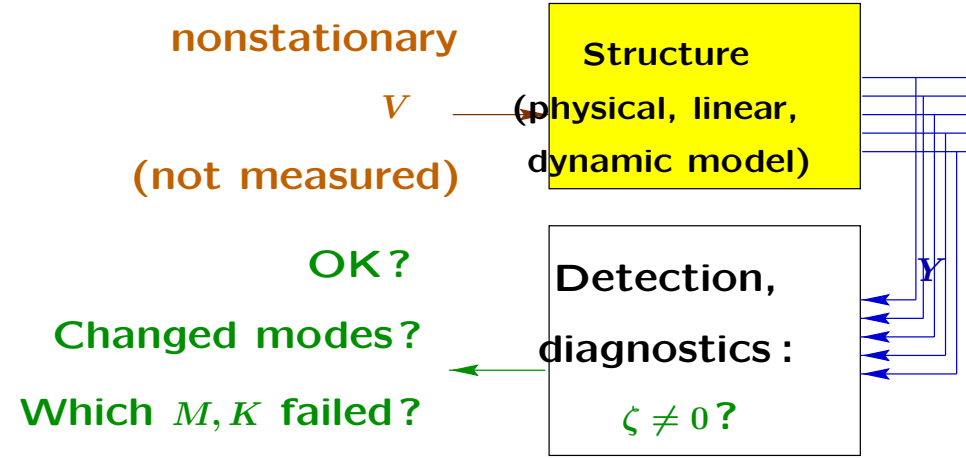 nonstationary
V
(not measured)
Structure
(physical, linear,
dynamic model)
Y
OK?
Changed modes?
Which M, K failed?
Detection,
diagnostics :
ζ ≠ 0 ?